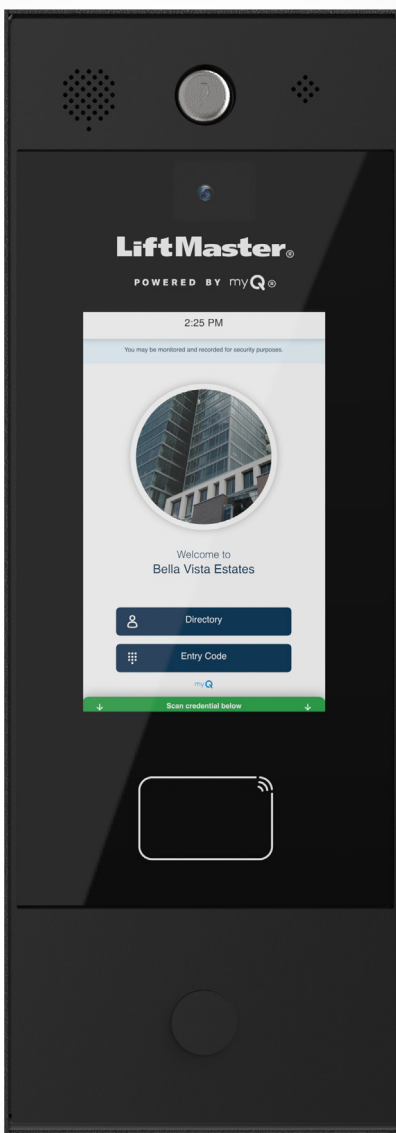 LiftMaster®
POWERED BY myQ®
2:25 PM
You may be monitored and recorded for security purposes.
Welcome to
Bella Vista Estates
Directory
Entry Code
myQ
Scan credential below